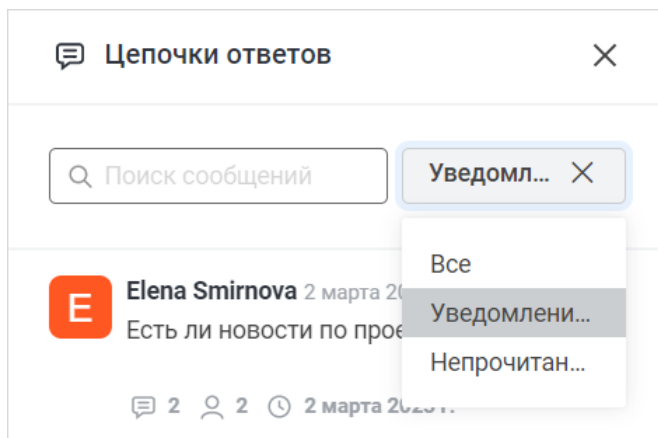 Цепочки ответов
Поиск сообщений
Уведомл...
Все
Уведомлени...
Непрочитан...
Elena Smirnova 2 марта
E
Есть ли новости по
2 2 2 марта